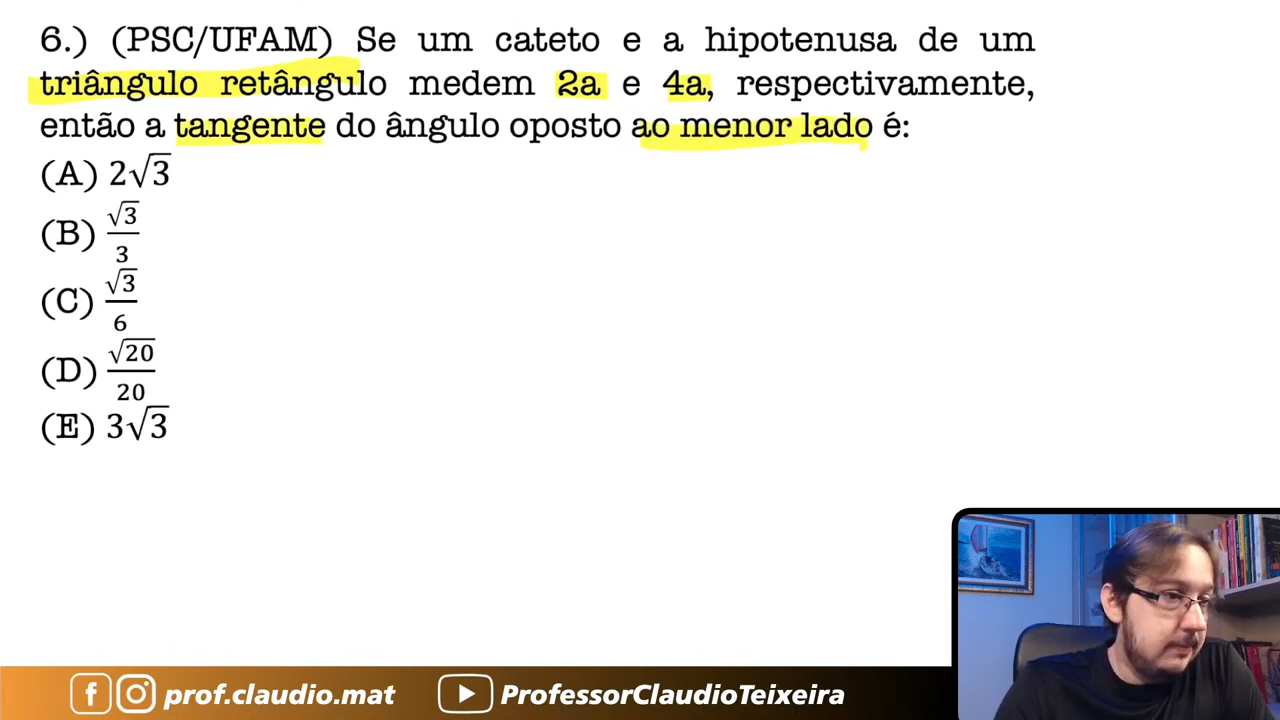 6.) (PSC/UFAM) Se um cateto e a hipotenusa de um
triângulo retângulo medem 2a e 4a, respectivamente,
então a tangente do ângulo oposto ao menor lado é:
(A) 2√3
(B) √3/3
(C) √3/6
(D) √20/20
(E) 3√3
prof.claudio.mat ProfessorClaudioTeixeira